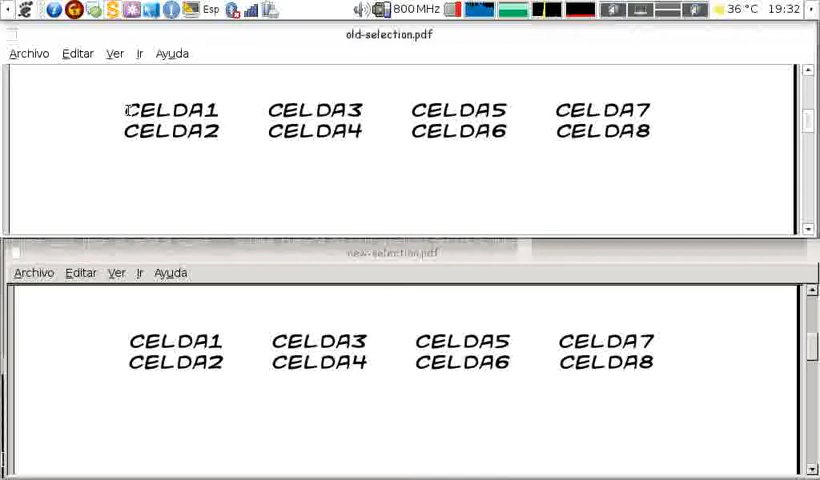 Esp 800 MHz 36 °C 19:32
old-selection.pdf
Archivo Editar Ver Ir Ayuda
CELDA1 CELDA3 CELDA5 CELDA7
CELDA2 CELDA4 CELDA6 CELDA8
new-selection.pdf
Archivo Editar Ver Ir Ayuda
CELDA1 CELDA3 CELDA5 CELDA7
CELDA2 CELDA4 CELDA6 CELDA8